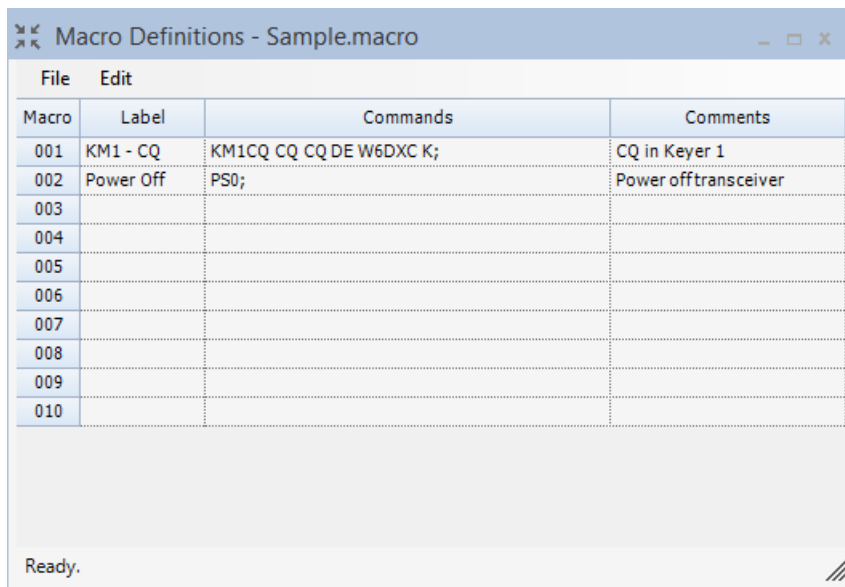 Macro Definitions - Sample.macro
File Edit
Macro Label Commands Comments
001 KM1 - CQ KM1CQ CQ CQ DE W6DXC K; CQ in Keyer 1
002 Power Off PS0; Power off transceiver
003
004
005
006
007
008
009
010
Ready.